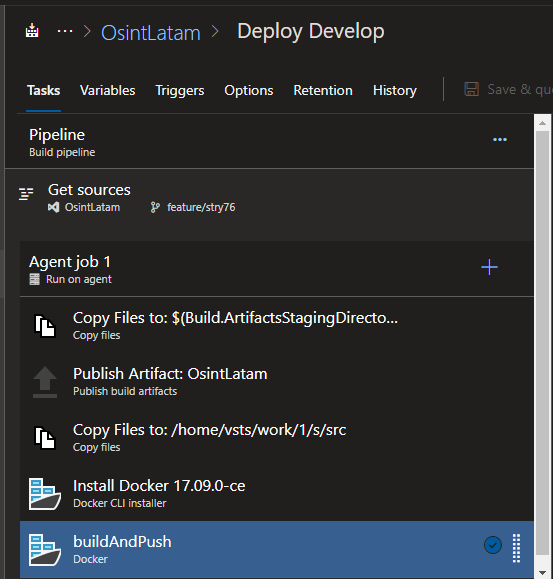 ... > OsintLatam > Deploy Develop
Tasks Variables Triggers Options Retention History Save & qu
Pipeline
Build pipeline
...
Get sources
OsintLatam feature/stry76
Agent job 1
Run on agent
Copy Files to: $(Build.ArtifactsStagingDirecto...
Copy files
Publish Artifact: OsintLatam
Publish build artifacts
Copy Files to: /home/vsts/work/1/s/src
Copy files
Install Docker 17.09.0-ce
Docker CLI installer
buildAndPush
Docker